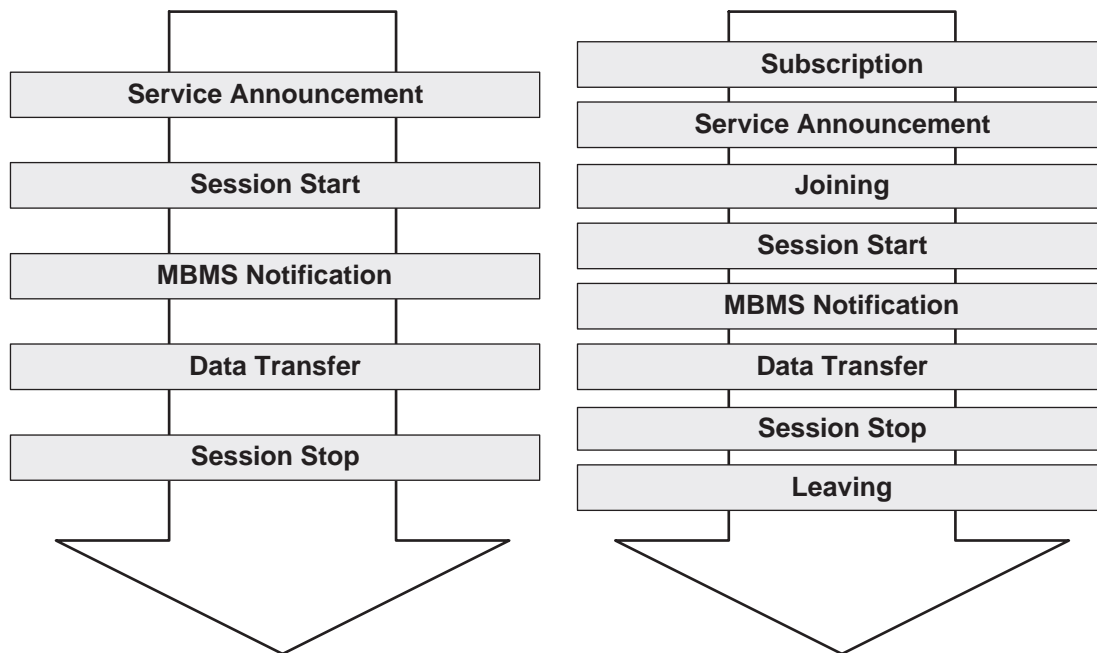 Service Announcement
Session Start
MBMS Notification
Data Transfer
Session Stop
Subscription
Service Announcement
Joining
Session Start
MBMS Notification
Data Transfer
Session Stop
Leaving